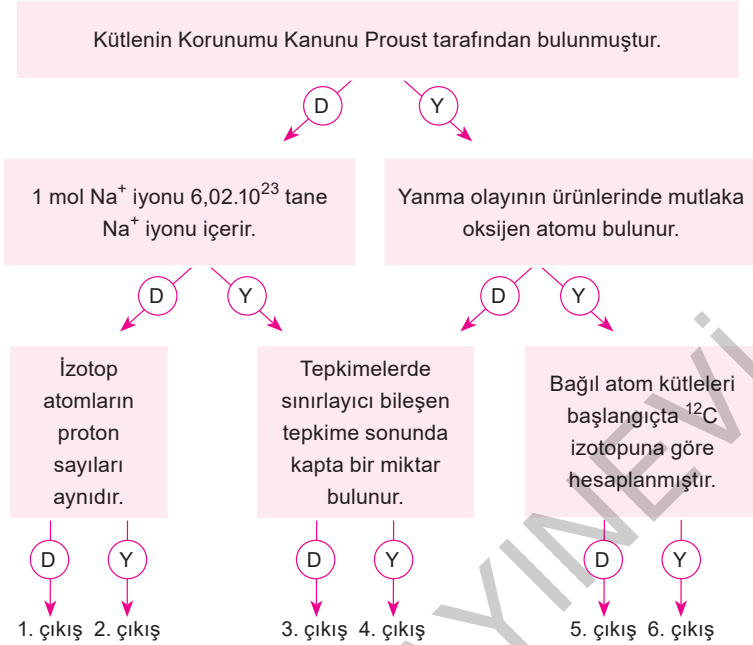 Kütlenin Korunumu Kanunu Proust tarafından bulunmuştur.
D
Y
1 mol Na⁺ iyonu 6,02.10²³ tane
Na⁺ iyonu içerir.
Yanma olayının ürünlerinde mutlaka
oksijen atomu bulunur.
D
Y
D
Y
İzotop
atomların
proton
sayıları
aynıdır.
Tepkimelerde
sınırlayıcı bileşen
tepkime sonunda
kapta bir miktar
bulunur.
Bağıl atom kütleleri
başlangıçta ¹²C
izotopuna göre
hesaplanmıştır.
D
Y
D
Y
D
Y
1. çıkış 2. çıkış 3. çıkış 4. çıkış 5. çıkış 6. çıkış
YINEVİ